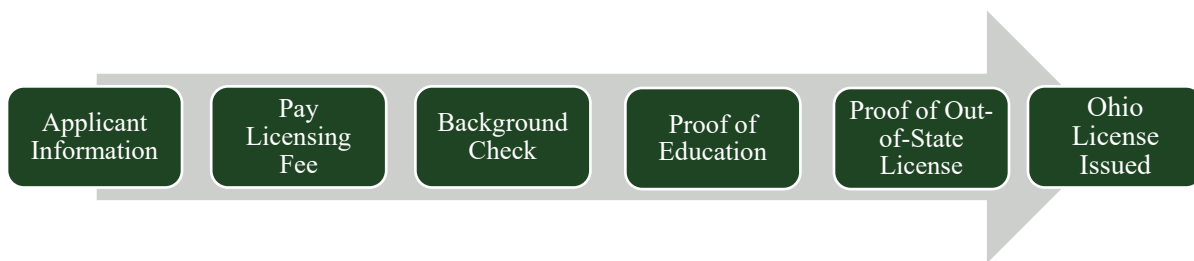 Applicant
Information
Pay
Licensing
Fee
Background
Check
Proof of
Education
Proof of Out-
of-State
License
Ohio
License
Issued